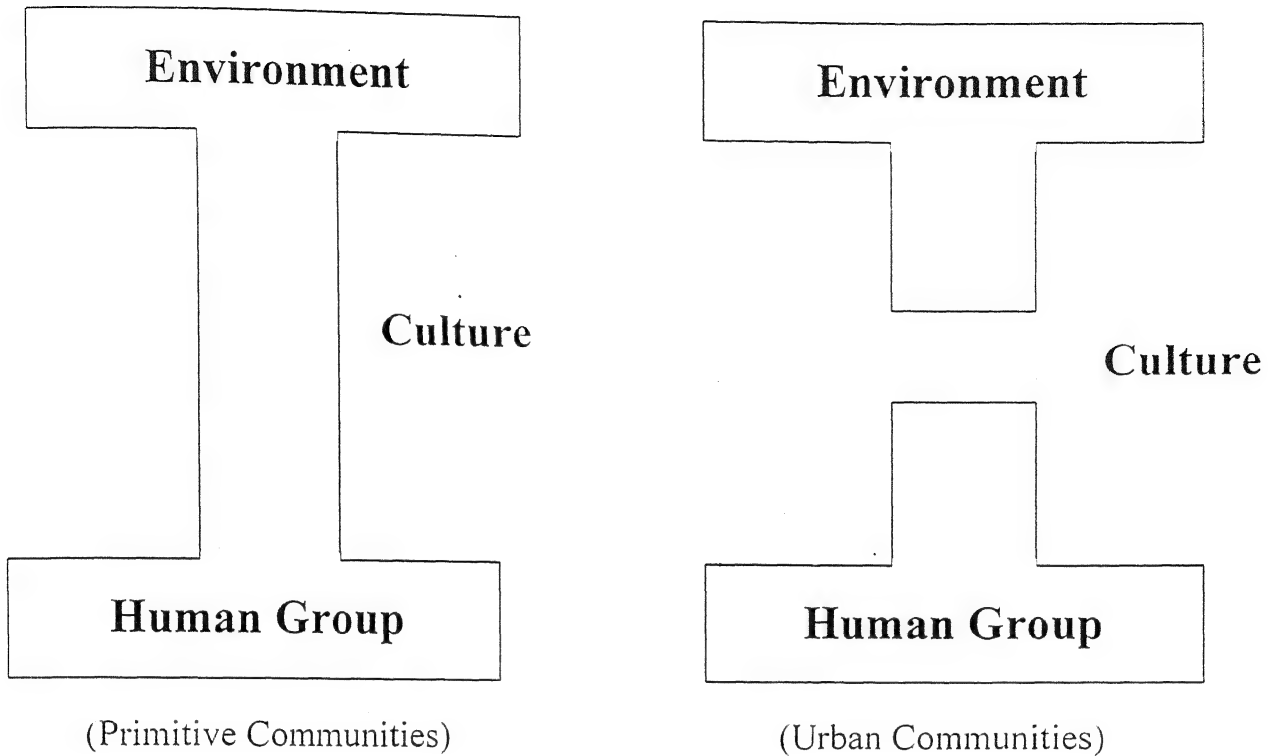 Environment
Culture
Human Group
(Primitive Communities)
Environment
Culture
Human Group
(Urban Communities)